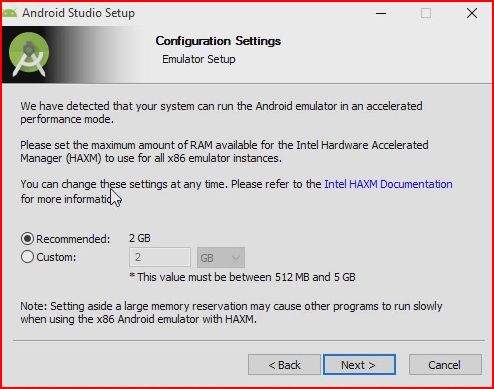 Android Studio Setup
Configuration Settings
Emulator Setup
We have detected that your system can run the Android emulator in an accelerated
performance mode.
Please set the maximum amount of RAM available for the Intel Hardware Accelerated
Manager (HAXM) to use for all x86 emulator instances.
You can change these settings at any time. Please refer to the Intel HAXM Documentation
for more information.
Recommended: 2 GB
Custom: 2 GB
* This value must be between 512 MB and 5 GB
Note: Setting aside a large memory reservation may cause other programs to run slowly
when using the x86 Android emulator with HAXM.
< Back Next > Cancel